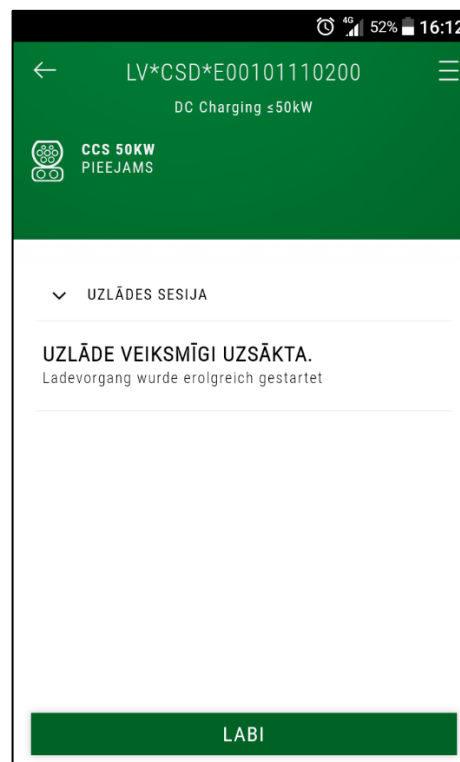 4G 52% 16:12
LV*CSD*E00101110200
DC Charging ≤50kW
CCS 50KW
PIEEJAMS
UZLĀDES SESIJA
UZLĀDE VEIKSMĪGI UZSĀKTA.
Ladevorgang wurde erolgreich gestartet
LABI